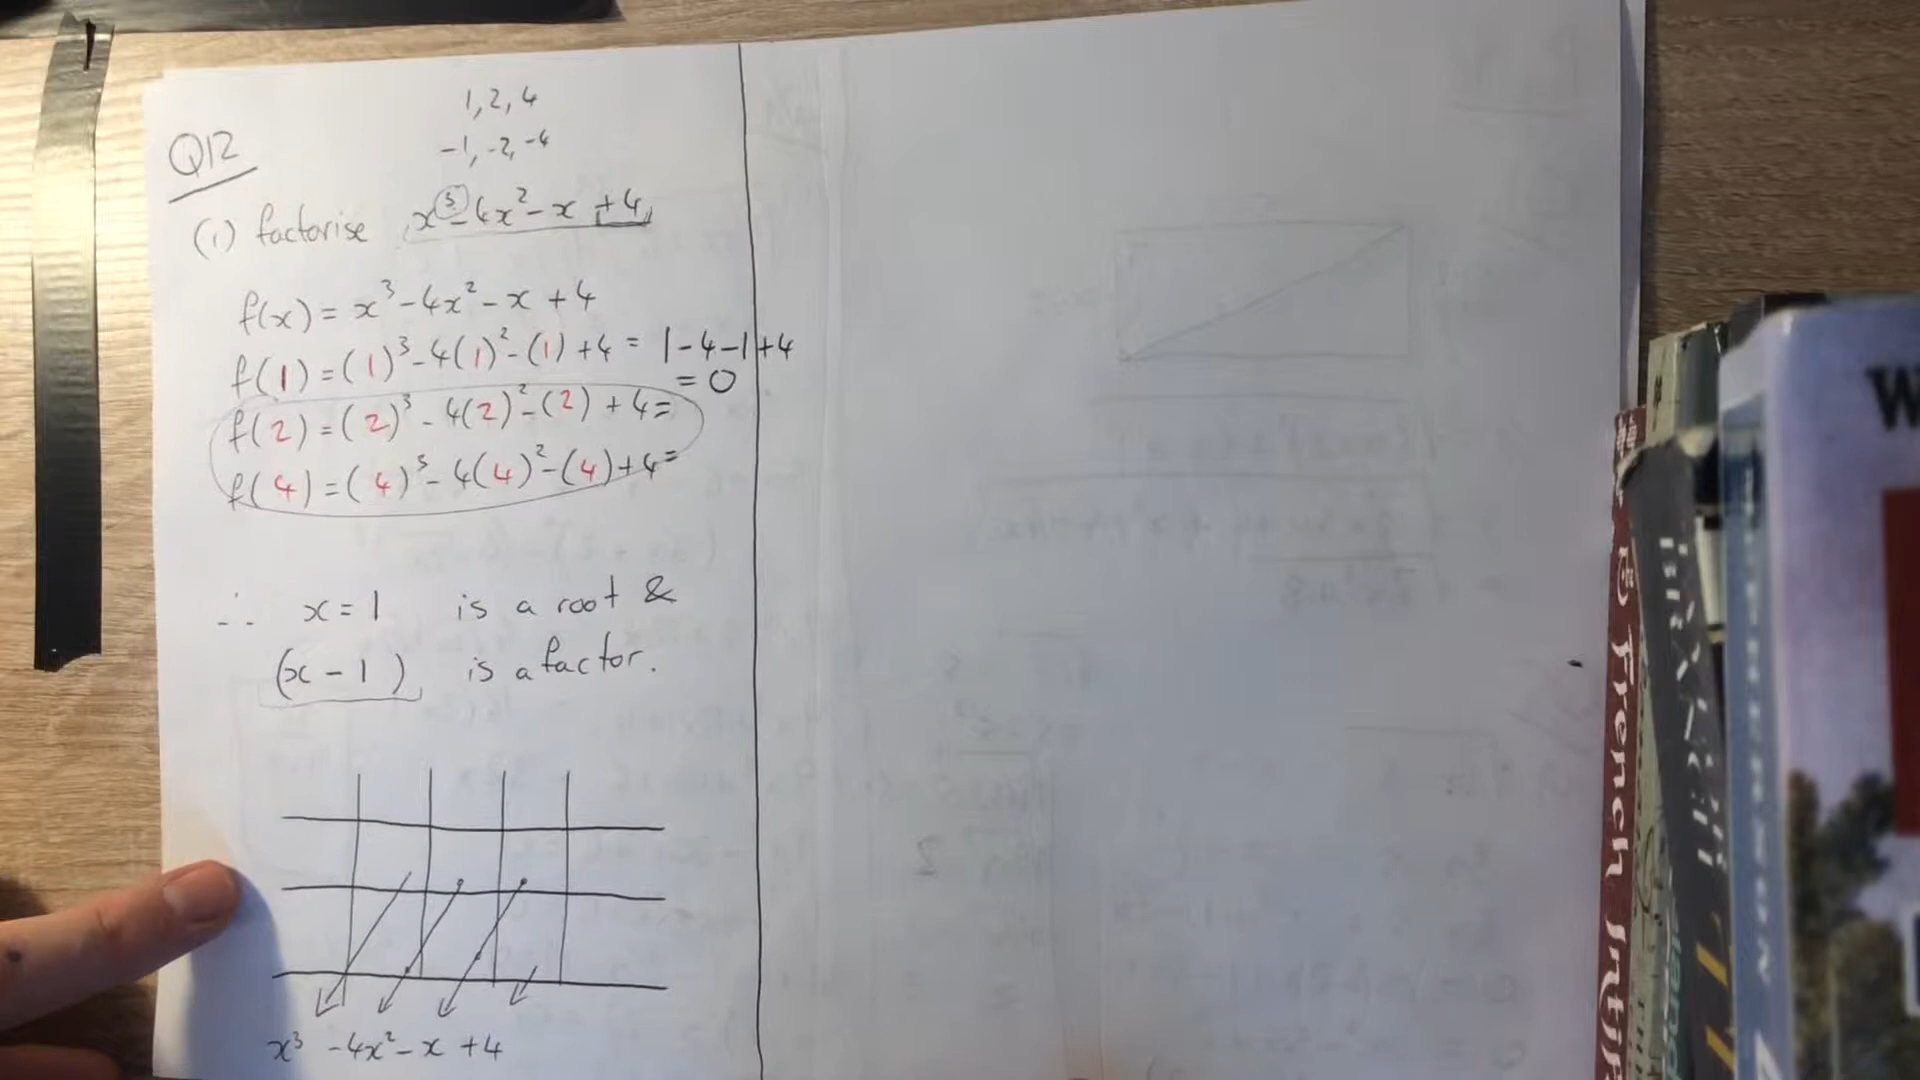 1, 2, 4
-1, -2, -4
Q12
(i) factorise x³ - 4x² - x + 4
f(x) = x³ - 4x² - x + 4
f(1) = (1)³ - 4(1)² - (1) + 4 = 1 - 4 - 1 + 4
= 0
f(2) = (2)³ - 4(2)² - (2) + 4 =
f(4) = (4)³ - 4(4)² - (4) + 4 =
∴ x = 1 is a root &
(x - 1) is a factor.
x³ - 4x² - x + 4
French